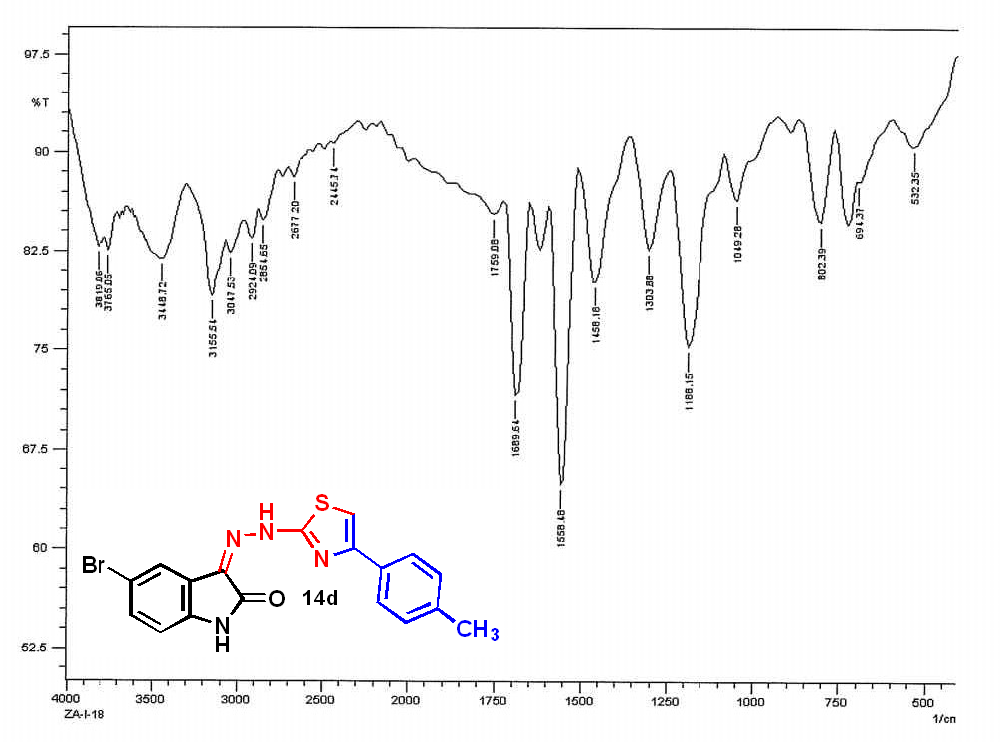 97.5
%T
90
82.5
75
67.5
60
52.5
3819.06
3765.05
3448.72
3155.54
3047.53
2924.09
2854.65
2677.20
2445.74
1759.08
1689.64
1558.48
1458.18
1303.88
1188.15
1049.28
802.39
694.37
532.35
S
H
N
N
N
Br
O
14d
N
H
CH3
4000
3500
3000
2500
2000
1750
1500
1250
1000
750
500
ZA-I-18
1/cm